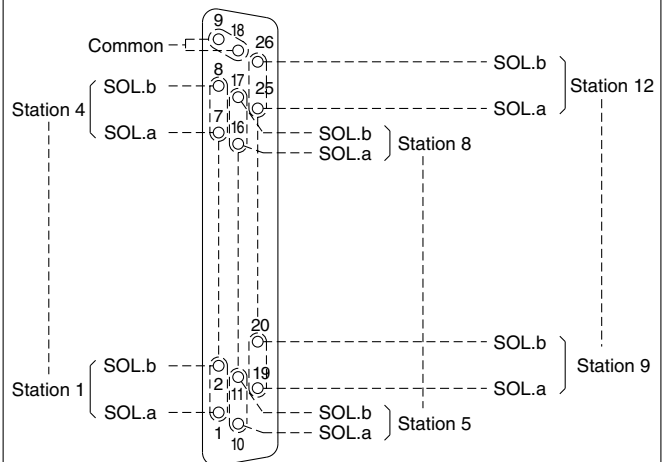 9
18
26
Common
SOL.b
8
17
25
SOL.b
Station 12
Station 4
SOL.a
7
16
SOL.a
SOL.b
SOL.a
Station 8
20
SOL.b
SOL.b
Station 9
Station 1
2
11
19
SOL.a
SOL.a
1
10
SOL.b
SOL.a
Station 5